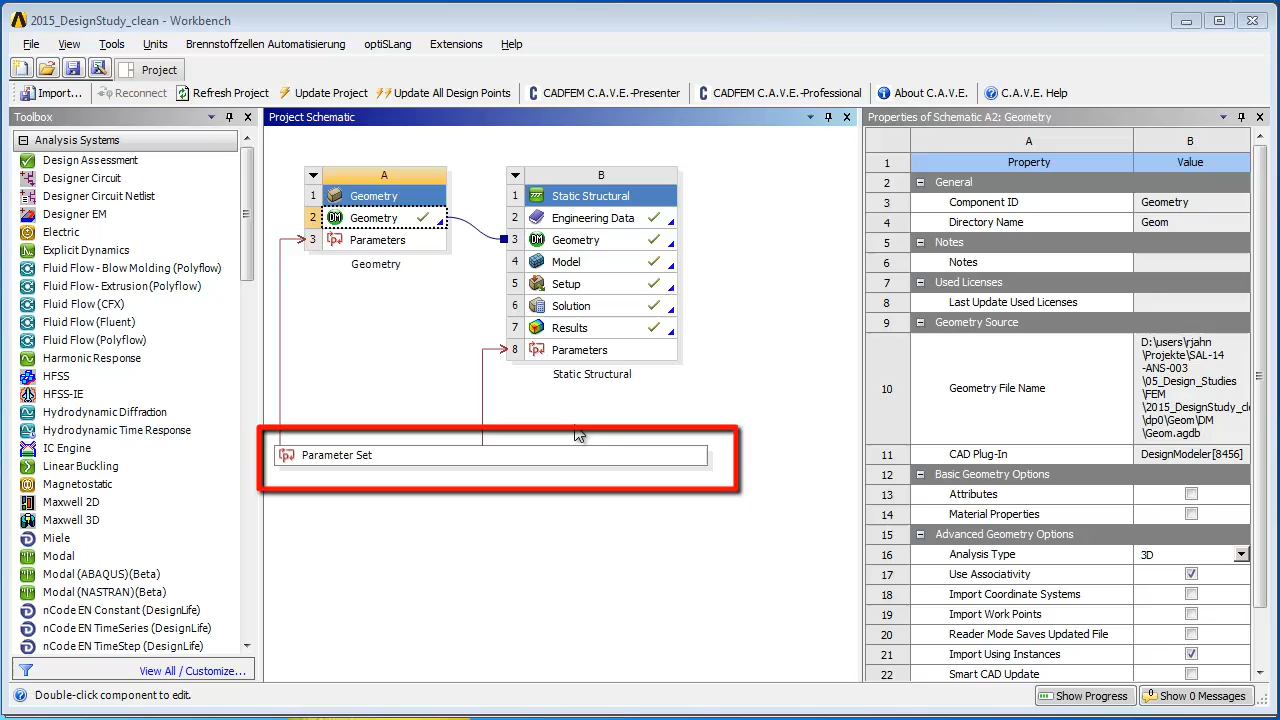 2015_DesignStudy_clean - Workbench
File View Tools Units Brennstoffzellen Automatisierung optiSLang Extensions Help
Project
Import... Reconnect Refresh Project Update Project Update All Design Points CADFEM C.A.V.E.-Presenter CADFEM C.A.V.E.-Professional About C.A.V.E. C.A.V.E. Help
Toolbox
Analysis Systems
Design Assessment
Designer Circuit
Designer Circuit Netlist
Designer EM
Electric
Explicit Dynamics
Fluid Flow - Blow Molding (Polyflow)
Fluid Flow - Extrusion (Polyflow)
Fluid Flow (CFX)
Fluid Flow (Fluent)
Fluid Flow (Polyflow)
Harmonic Response
HFSS
HFSS-IE
Hydrodynamic Diffraction
Hydrodynamic Time Response
IC Engine
Linear Buckling
Magnetostatic
Maxwell 2D
Maxwell 3D
Miele
Modal
Modal (ABAQUS) (Beta)
Modal (NASTRAN) (Beta)
nCode EN Constant (DesignLife)
nCode EN TimeSeries (DesignLife)
nCode EN TimeStep (DesignLife)
View All / Customize...
Project Schematic
A
1 Geometry
2 DM Geometry
3 Parameters
Geometry
B
1 Static Structural
2 Engineering Data
3 DM Geometry
4 Model
5 Setup
6 Solution
7 Results
8 Parameters
Static Structural
Parameter Set
Properties of Schematic A2: Geometry
A B
1 Property Value
2 General
3 Component ID Geometry
4 Directory Name Geom
5 Notes
6 Notes
7 Used Licenses
8 Last Update Used Licenses
9 Geometry Source
10 Geometry File Name
D:\users\rjahn
\Projekte\SAL-14
-ANS-003
\05_Design_Studies
\FEM
\2015_DesignStudy_cle
\dp0\Geom\DM
\Geom.agdb
11 CAD Plug-In DesignModeler[8456]
12 Basic Geometry Options
13 Attributes
14 Material Properties
15 Advanced Geometry Options
16 Analysis Type 3D
17 Use Associativity
18 Import Coordinate Systems
19 Import Work Points
20 Reader Mode Saves Updated File
21 Import Using Instances
22 Smart CAD Update
Double-click component to edit.
Show Progress
0 Show 0 Messages